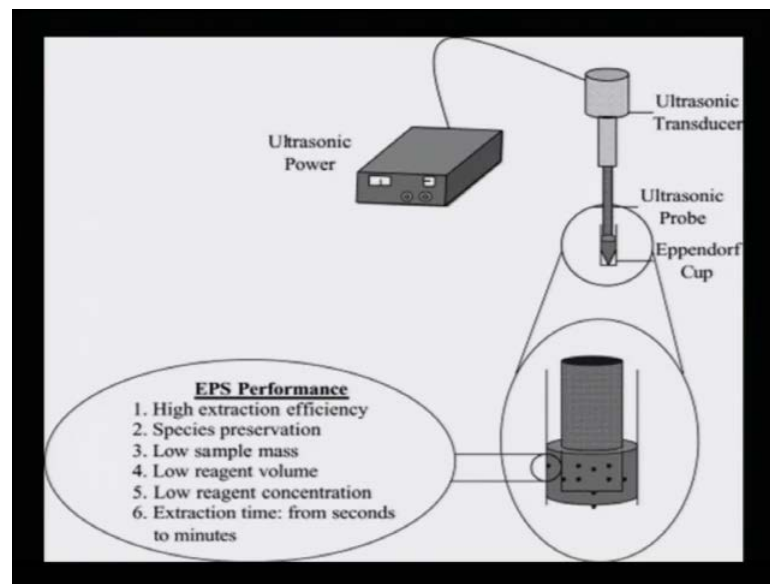 Ultrasonic
Transducer
Ultrasonic
Power
Ultrasonic
Probe
Eppendorf
Cup
EPS Performance
1. High extraction efficiency
2. Species preservation
3. Low sample mass
4. Low reagent volume
5. Low reagent concentration
6. Extraction time: from seconds
to minutes